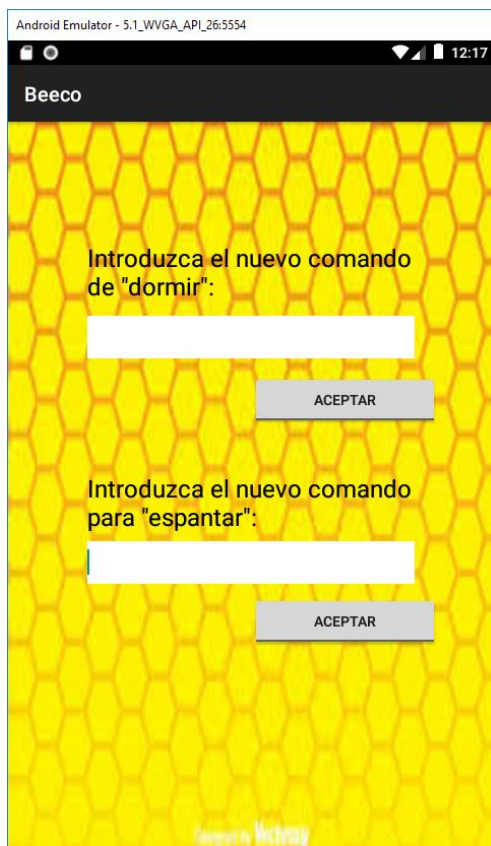 Android Emulator - 5.1_WVGA_API_26:5554
12:17
Beeco
Introduzca el nuevo comando
de "dormir":
ACEPTAR
Introduzca el nuevo comando
para "espantar":
ACEPTAR